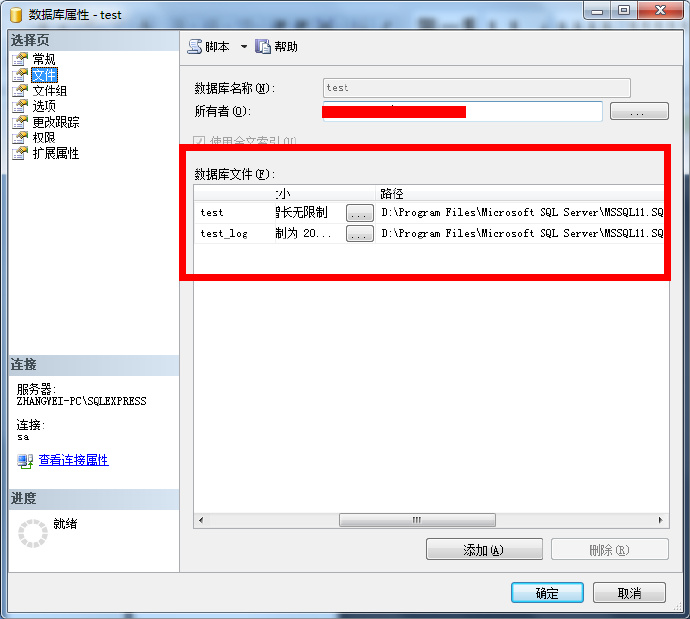 数据库属性 - test
选择页
常规
文件
文件组
选项
更改跟踪
权限
扩展属性
脚本 帮助
数据库名称(N): test
所有者(O): ...
使用全文索引(U)
数据库文件(F):
大小 路径
test 增长无限制 ... D:\Program Files\Microsoft SQL Server\MSSQL11.SQ
test_log 制为 20... ... D:\Program Files\Microsoft SQL Server\MSSQL11.SQ
连接
服务器:
ZHANGWEI-PC\SQLEXPRESS
连接:
sa
查看连接属性
进度
就绪
添加(A) 删除(R)
确定 取消